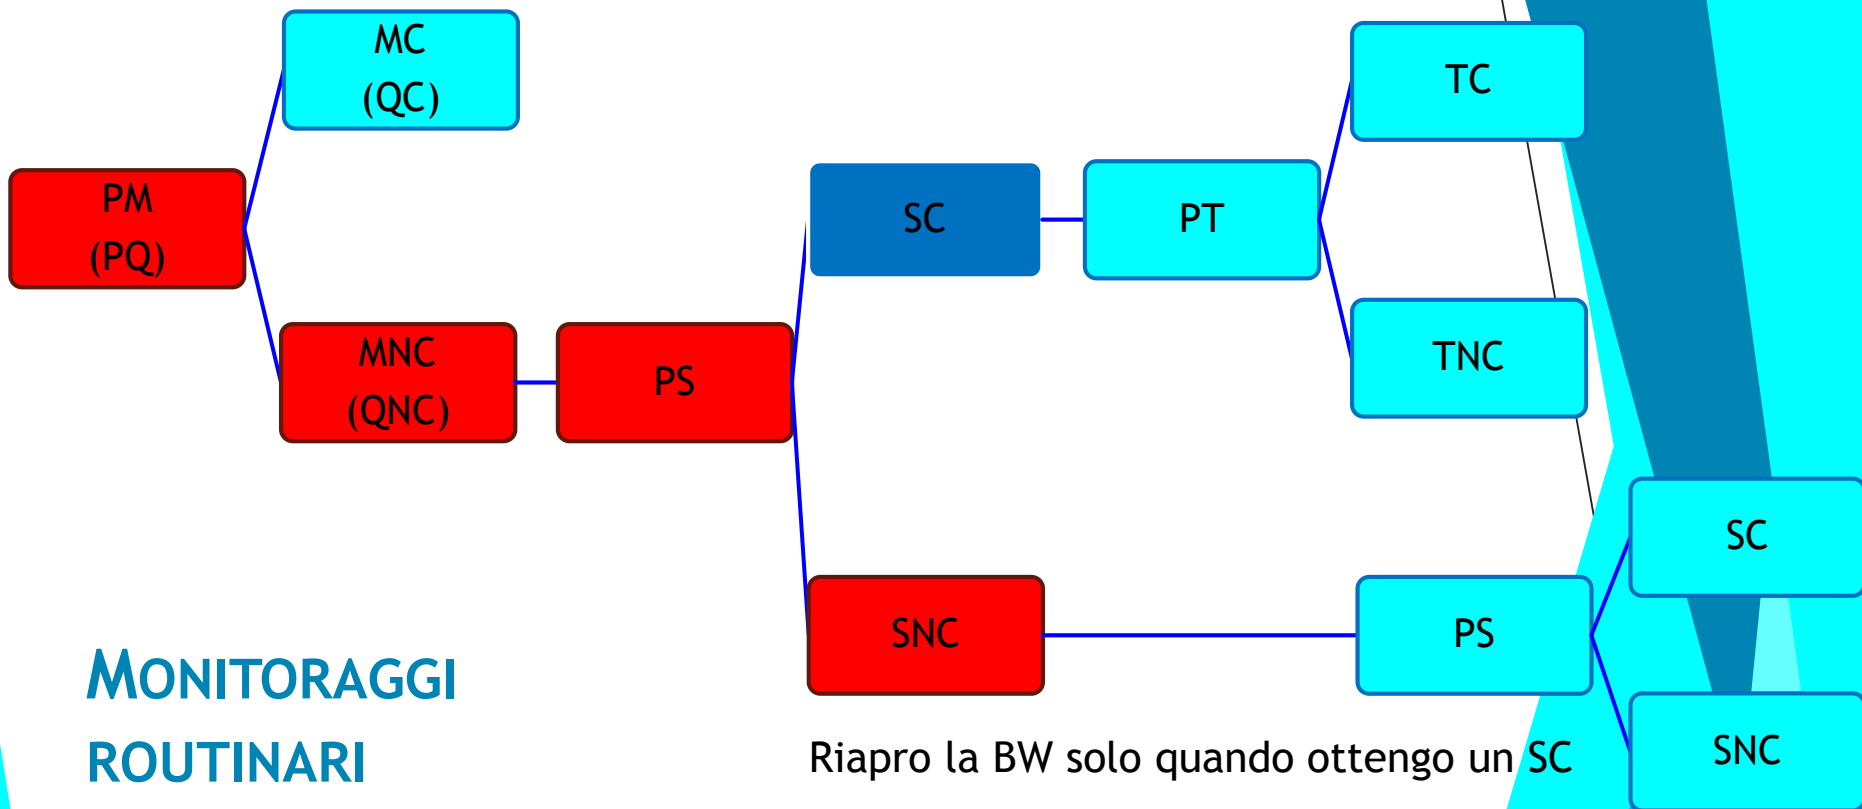 MC
(QC)
TC
PM
(PQ)
SC
PT
MNC
(QNC)
PS
TNC
SC
SNC
PS
MONITORAGGI
ROUTINARI
Riapro la BW solo quando ottengo un SC
SNC